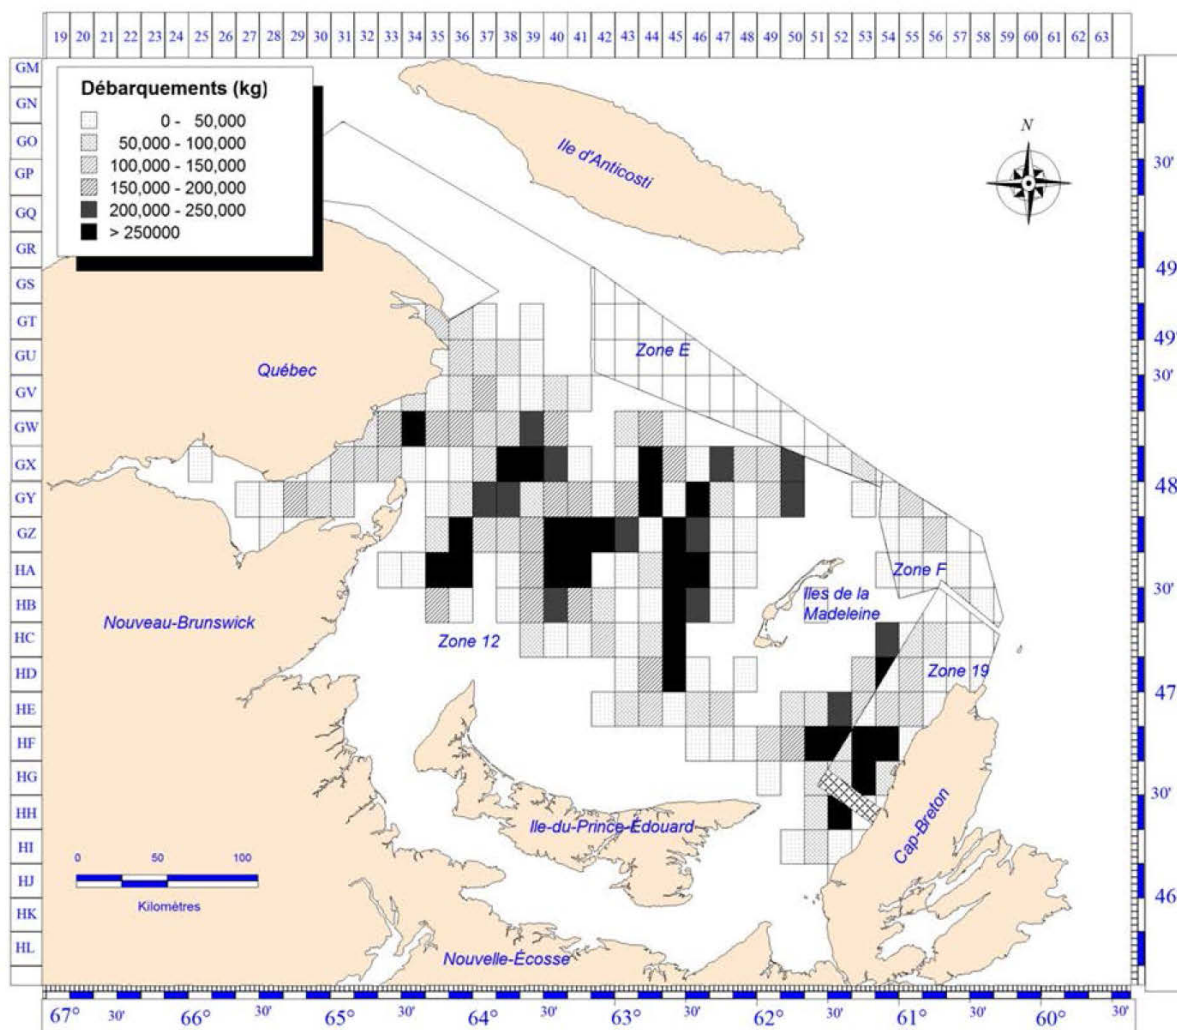 19 20 21 22 23 24 25 26 27 28 29 30 31 32 33 34 35 36 37 38 39 40 41 42 43 44 45 46 47 48 49 50 51 52 53 54 55 56 57 58 59 60 61 62 63
GM
GN
GO
GP
GQ
GR
GS
GT
GU
GV
GW
GX
GY
GZ
HA
HB
HC
HD
HE
HF
HG
HH
HI
HJ
HK
HL
Débarquements (kg)
0 - 50,000
50,000 - 100,000
100,000 - 150,000
150,000 - 200,000
200,000 - 250,000
> 250000
Ile d'Anticosti
N
Québec
Zone E
Zone F
Iles de la
Madeleine
Nouveau-Brunswick
Zone 12
Zone 19
Ile-du-Prince-Édouard
Cap-Breton
Nouvelle-Écosse
0 50 100
Kilomètres
30'
49
49'
30'
48
30'
47
30'
46
67° 30' 66° 30' 65° 30' 64° 30' 63° 30' 62° 30' 61° 30' 60°